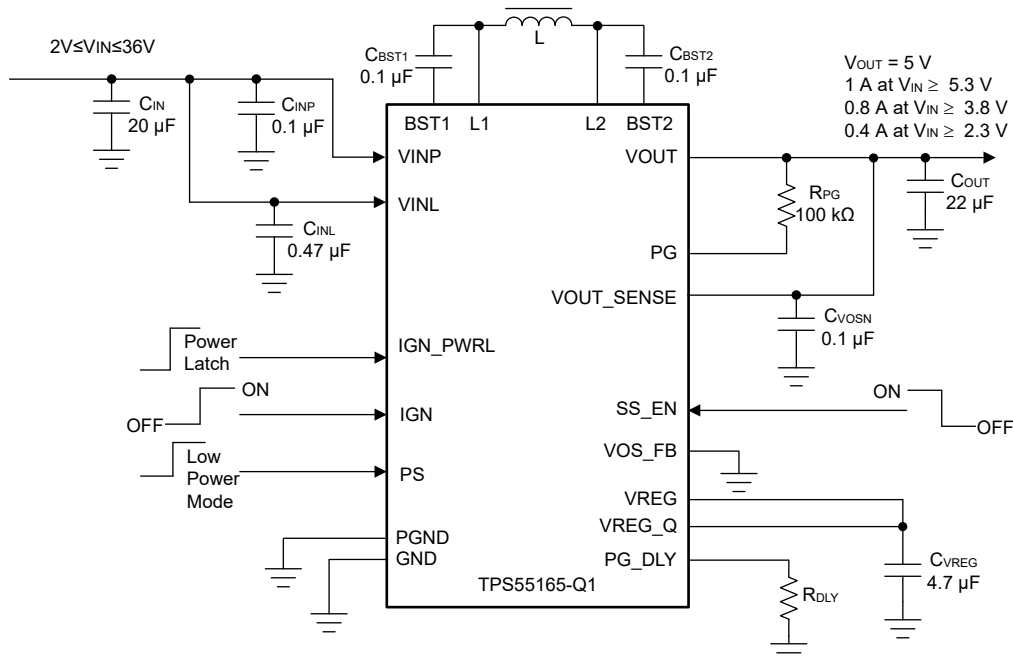 2V≤VIN≤36V
CIN
20 µF
CINP
0.1 µF
CINL
0.47 µF
CBST1
0.1 µF
L
CBST2
0.1 µF
VOUT = 5 V
1 A at VIN ≥ 5.3 V
0.8 A at VIN ≥ 3.8 V
0.4 A at VIN ≥ 2.3 V
BST1
L1
L2
BST2
VINP
VINL
IGN_PWRL
IGN
PS
PGND
GND
VOUT
PG
VOUT_SENSE
SS_EN
VOS_FB
VREG
VREG_Q
PG_DLY
TPS55165-Q1
RPG
100 kΩ
COUT
22 µF
CVOSN
0.1 µF
Power
Latch
ON
OFF
Low
Power
Mode
ON
OFF
CVREG
4.7 µF
RDLY